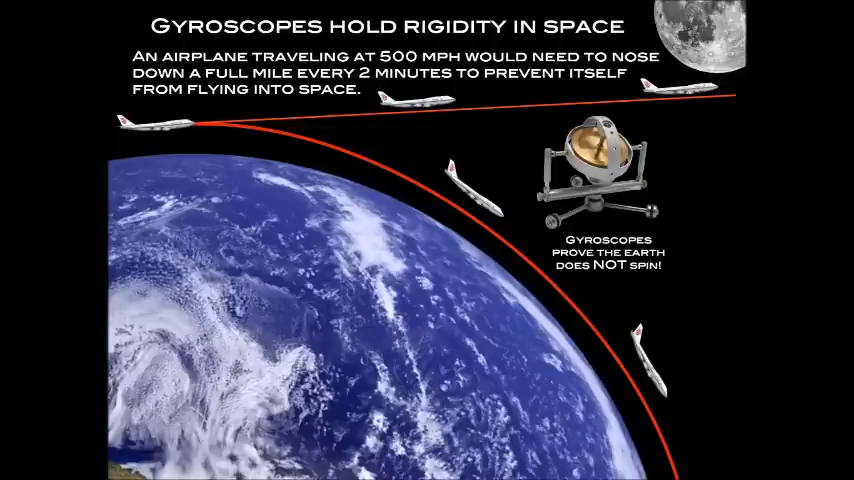 Gyroscopes hold rigidity in space
An airplane traveling at 500 mph would need to nose
down a full mile every 2 minutes to prevent itself
from flying into space.
Gyroscopes
prove the earth
does NOT spin!